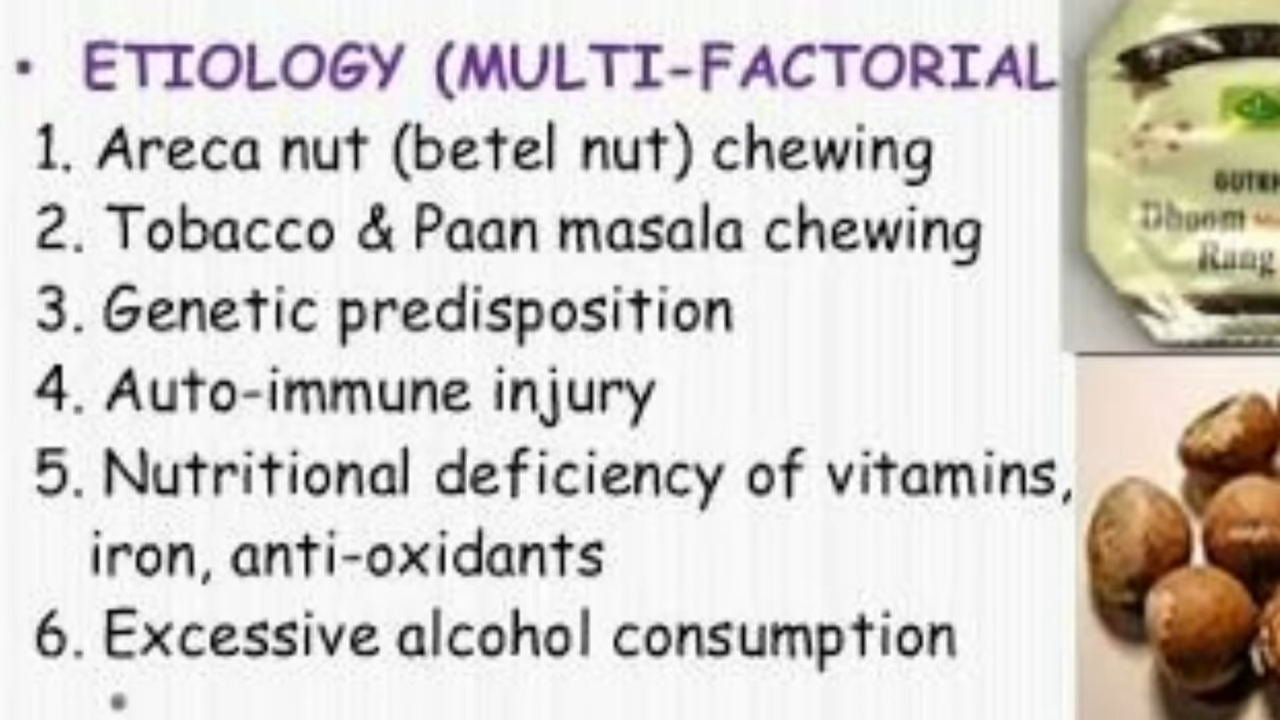 • ETIOLOGY (MULTI-FACTORIAL
1. Areca nut (betel nut) chewing
2. Tobacco & Paan masala chewing
3. Genetic predisposition
4. Auto-immune injury
5. Nutritional deficiency of vitamins,
iron, anti-oxidants
6. Excessive alcohol consumption
•
Dhoom
Rang